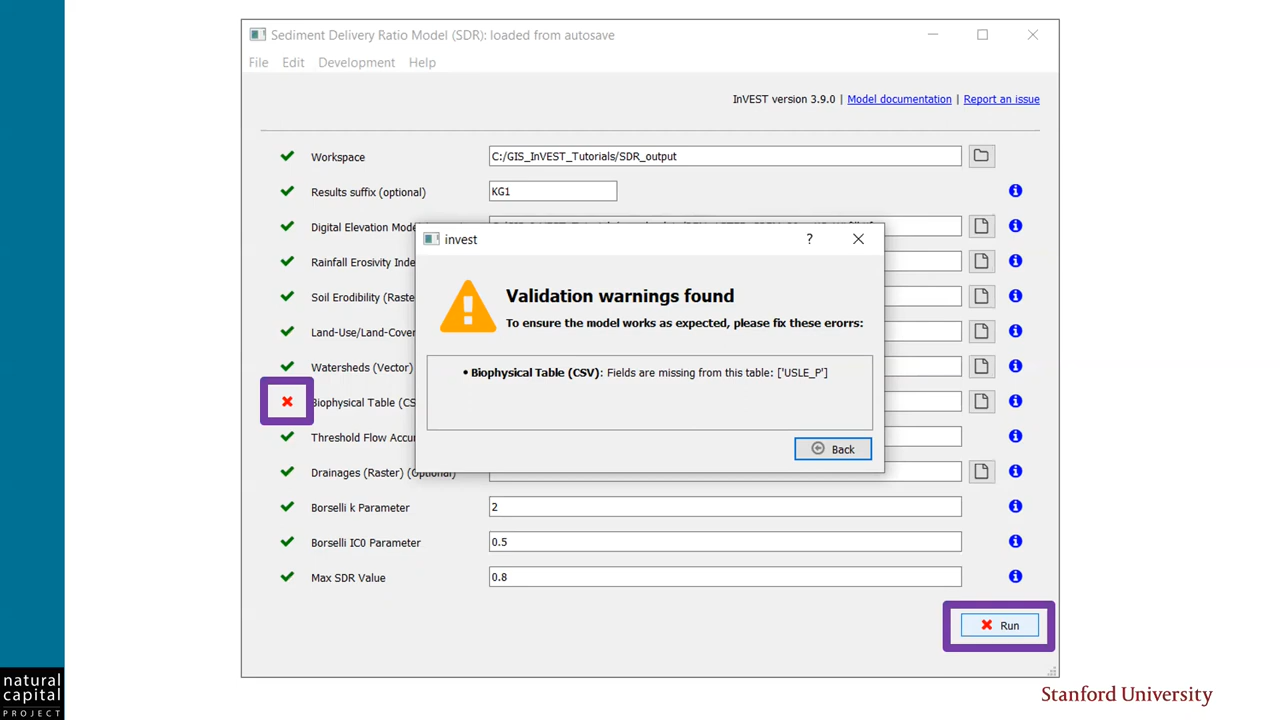 Sediment Delivery Ratio Model (SDR): loaded from autosave
File Edit Development Help
InVEST version 3.9.0 | Model documentation | Report an issue
Workspace C:/GIS_InVEST_Tutorials/SDR_output
Results suffix (optional) KG1
Digital Elevation Mode
invest ?
Rainfall Erosivity Inde
Soil Erodibility (Raste
Validation warnings found
To ensure the model works as expected, please fix these erorrs:
Land-Use/Land-Cover
Watersheds (Vector)
• Biophysical Table (CSV): Fields are missing from this table: ['USLE_P']
Biophysical Table (CS
Threshold Flow Accu
Back
Drainages (Raster) (Optional)
Borselli k Parameter 2
Borselli IC0 Parameter 0.5
Max SDR Value 0.8
Run
natural
capital
PROJECT
Stanford University